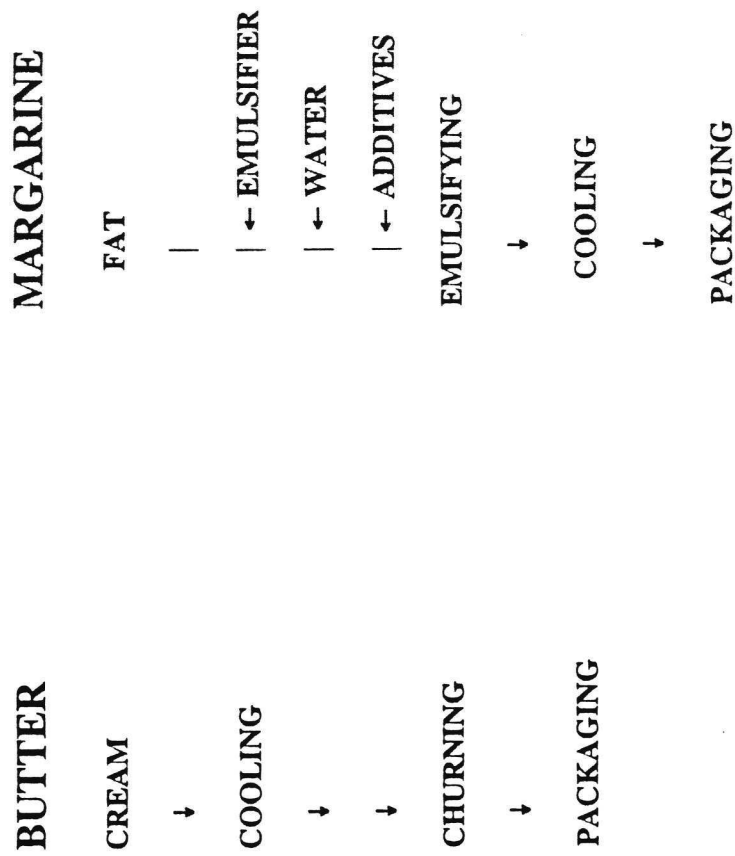 BUTTER
CREAM
↓
COOLING
↓
↓
CHURNING
↓
PACKAGING
MARGARINE
FAT
|
| ← EMULSIFIER
| ← WATER
| ← ADDITIVES
EMULSIFYING
↓
COOLING
↓
PACKAGING